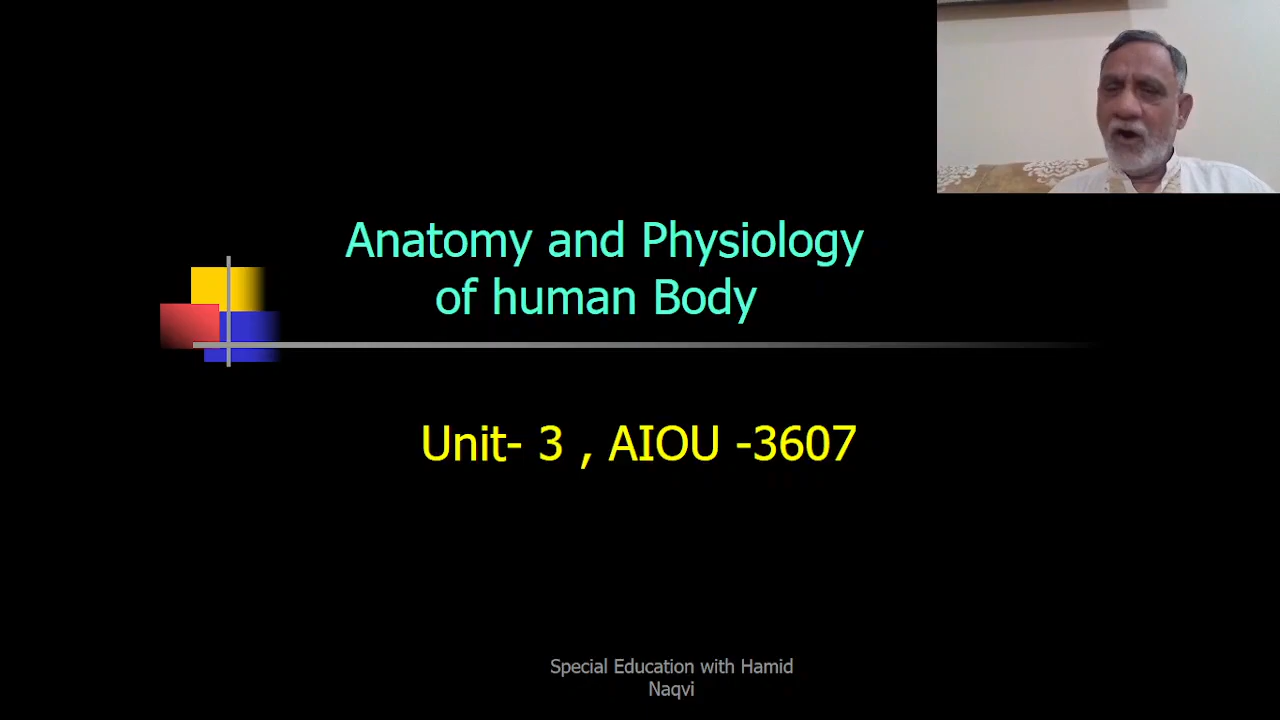 Anatomy and Physiology
of human Body
Unit- 3 , AIOU -3607
Special Education with Hamid
Naqvi